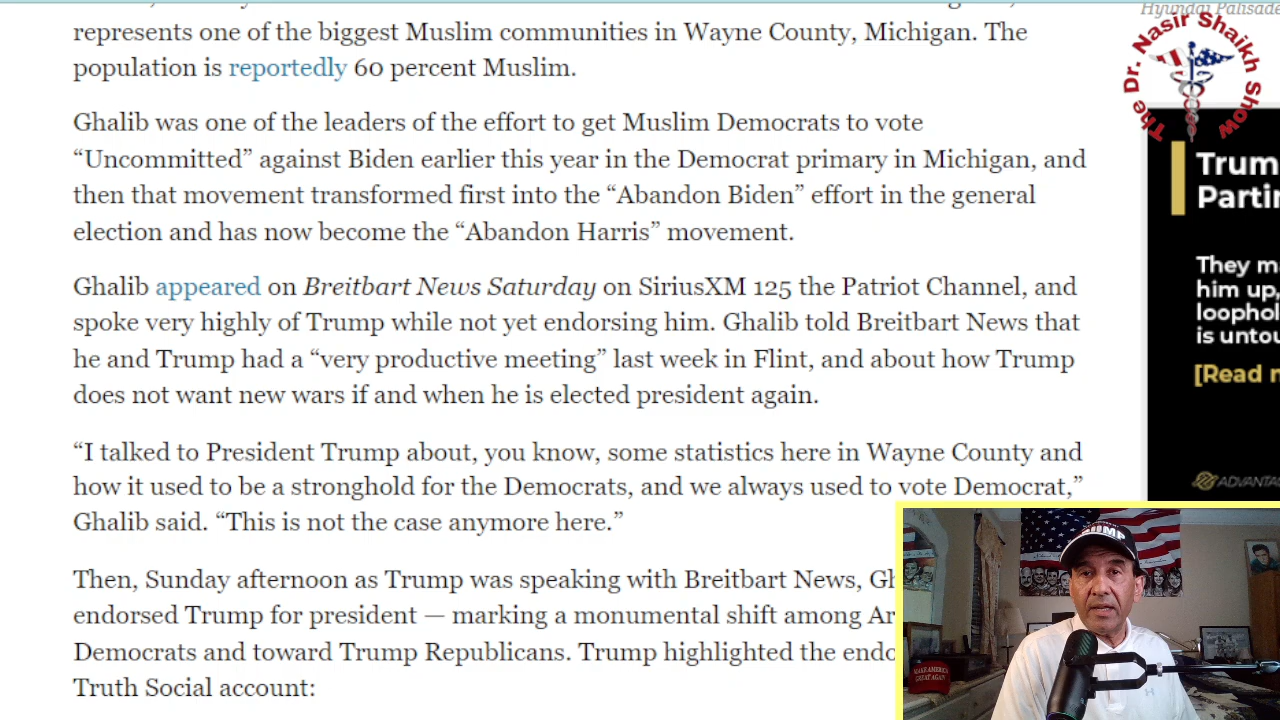 Hyundai Palisade
represents one of the biggest Muslim communities in Wayne County, Michigan. The
population is reportedly 60 percent Muslim.
The Dr. Nasir Shaikh Show
Ghalib was one of the leaders of the effort to get Muslim Democrats to vote
“Uncommitted” against Biden earlier this year in the Democrat primary in Michigan, and
then that movement transformed first into the “Abandon Biden” effort in the general
election and has now become the “Abandon Harris” movement.
Ghalib appeared on Breitbart News Saturday on SiriusXM 125 the Patriot Channel, and
spoke very highly of Trump while not yet endorsing him. Ghalib told Breitbart News that
he and Trump had a “very productive meeting” last week in Flint, and about how Trump
does not want new wars if and when he is elected president again.
“I talked to President Trump about, you know, some statistics here in Wayne County and
how it used to be a stronghold for the Democrats, and we always used to vote Democrat,”
Ghalib said. “This is not the case anymore here.”
Then, Sunday afternoon as Trump was speaking with Breitbart News, Gh
endorsed Trump for president — marking a monumental shift among Ar
Democrats and toward Trump Republicans. Trump highlighted the endo
Truth Social account:
Trum
Partin
They m
him up,
loophol
is untou
[Read m
ADVANTA
TRUMP
MAKE AMERICA
GREAT AGAIN